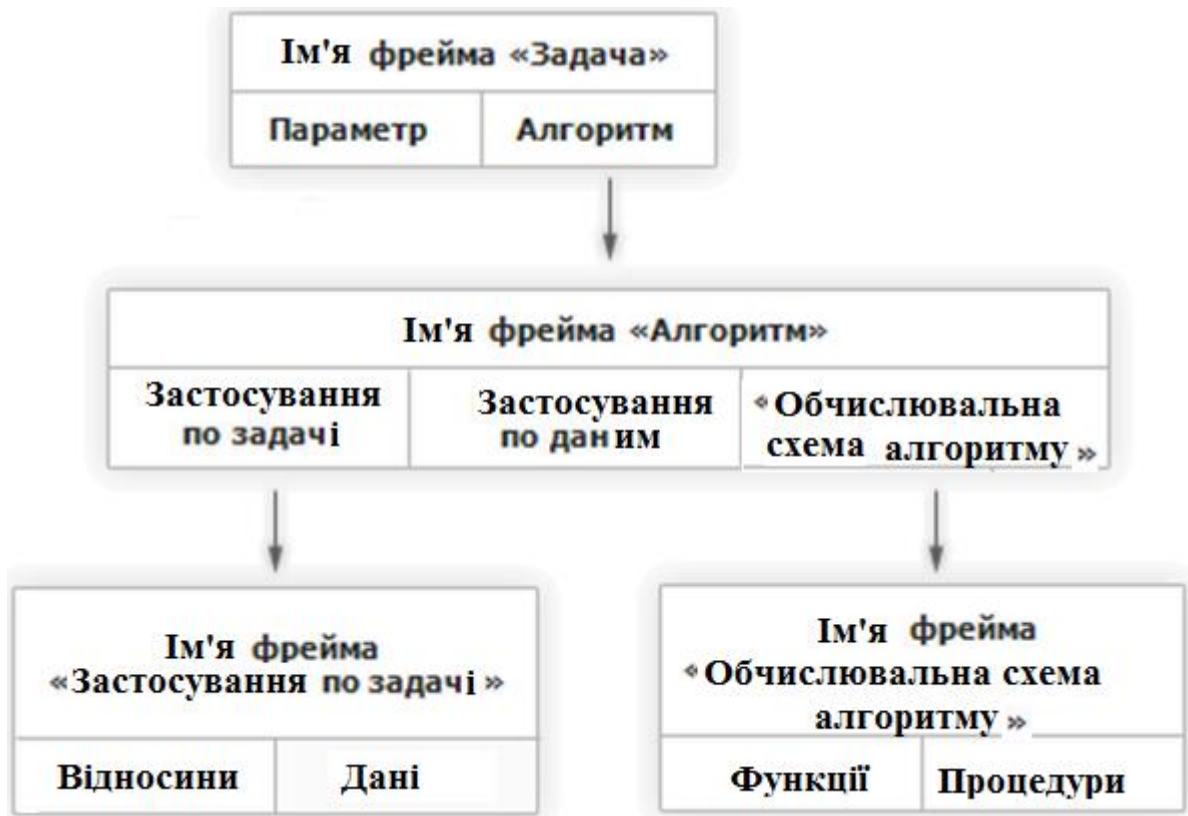 Ім'я фрейма «Задача»
Параметр Алгоритм
Ім'я фрейма «Алгоритм»
Застосування
по задачі
Застосування
по даним
«Обчислювальна
схема алгоритму»
Ім'я фрейма
«Застосування по задачі»
Відносини Дані
Ім'я фрейма
«Обчислювальна схема
алгоритму»
Функції Процедури